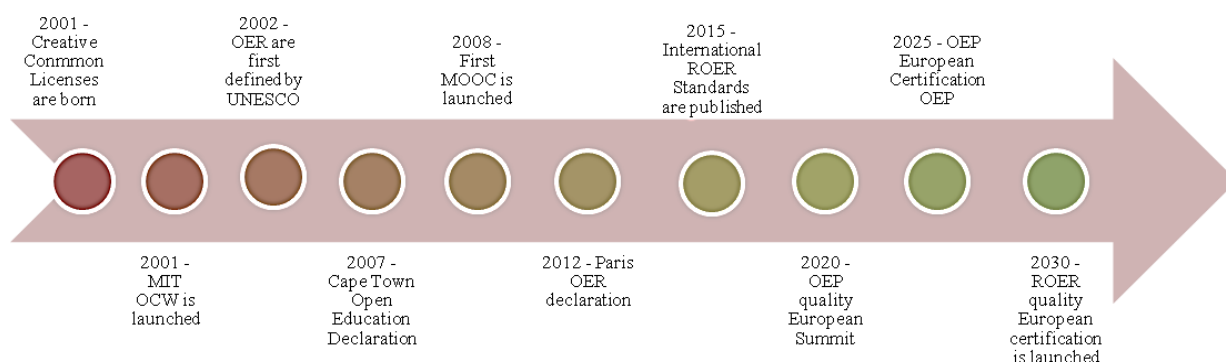 2001 -
Creative
Conmmon
Licenses
are born
2001 -
MIT
OCW is
launched
2002 -
OER are
first
defined by
UNESCO
2007 -
Cape Town
Open
Education
Declaration
2008 - First
MOOC is
launched
2012 - Paris
OER
declaration
2015 -
International
ROER
Standards
are published
2020 -
OEP
quality
European
Summit
2025 - OEP
European
Certification
OEP
2030 - ROER
quality
European
certification
is launched